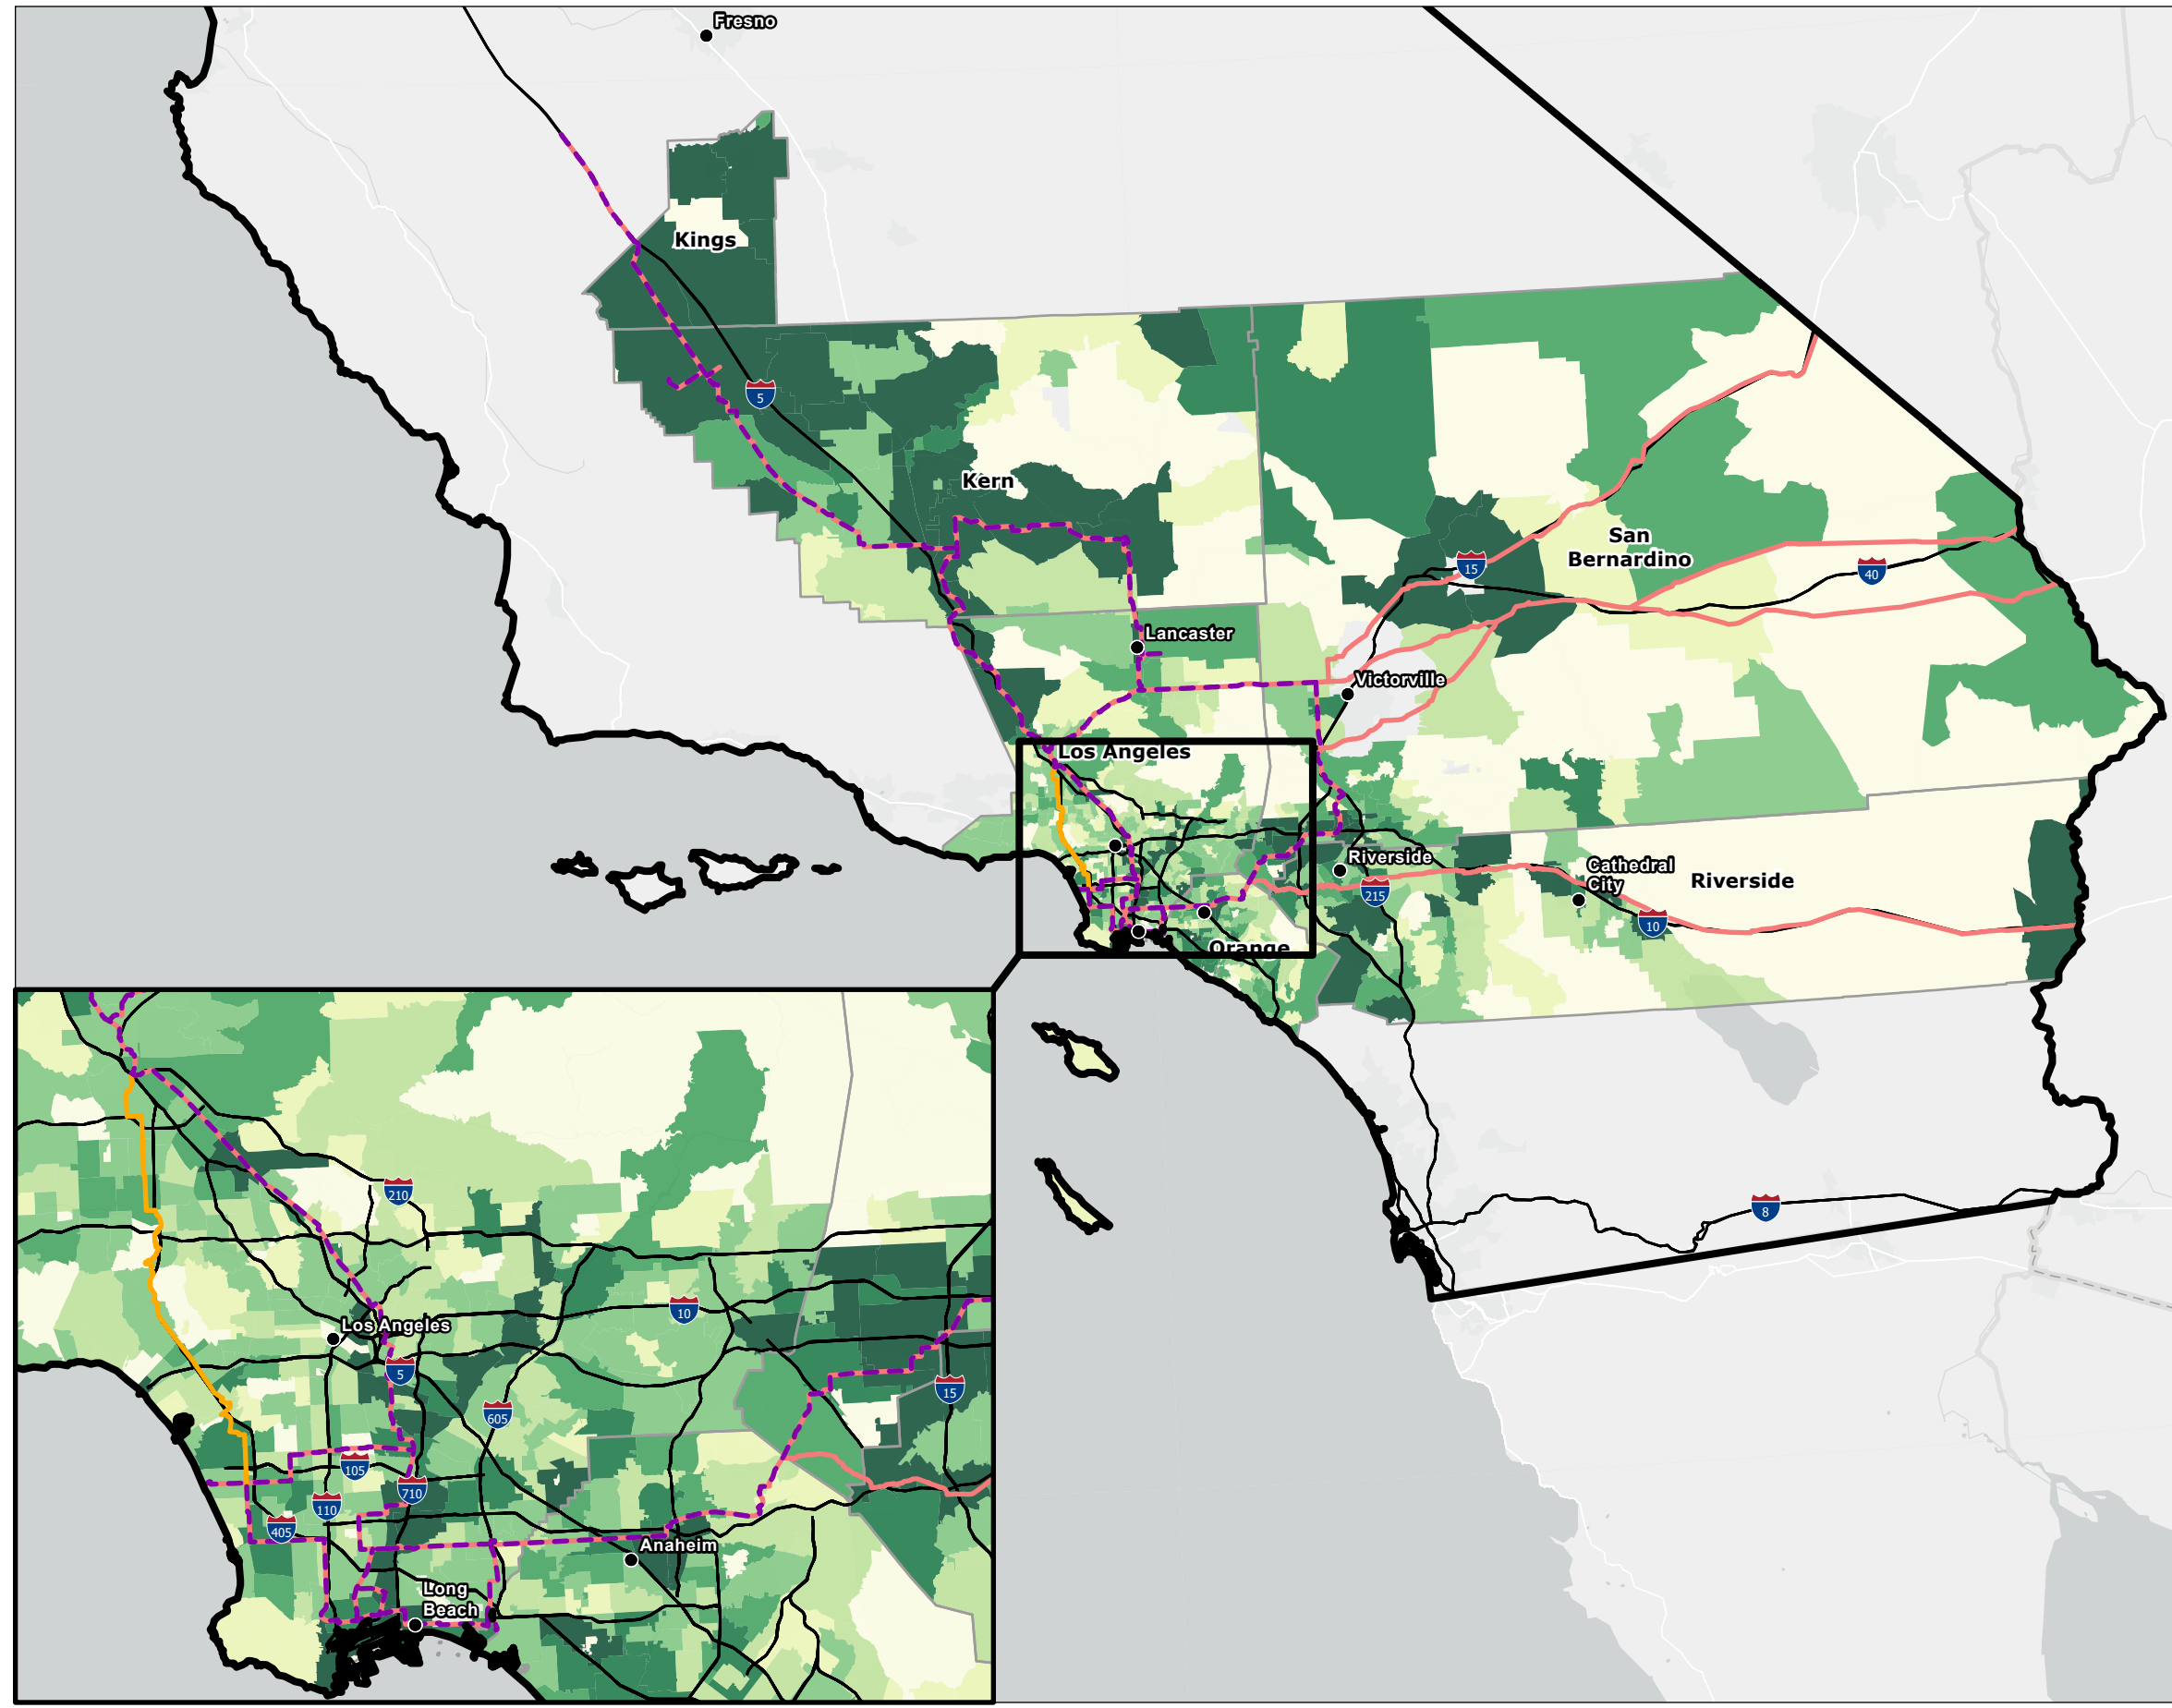 Fresno
Kings
5
Kern
San
Bernardino
15
40
Lancaster
Victorville
Los Angeles
Riverside
Cathedral
City
Riverside
215
10
Orange
210
10
Los Angeles
5
15
605
105
710
110
405
Anaheim
Long
Beach
8